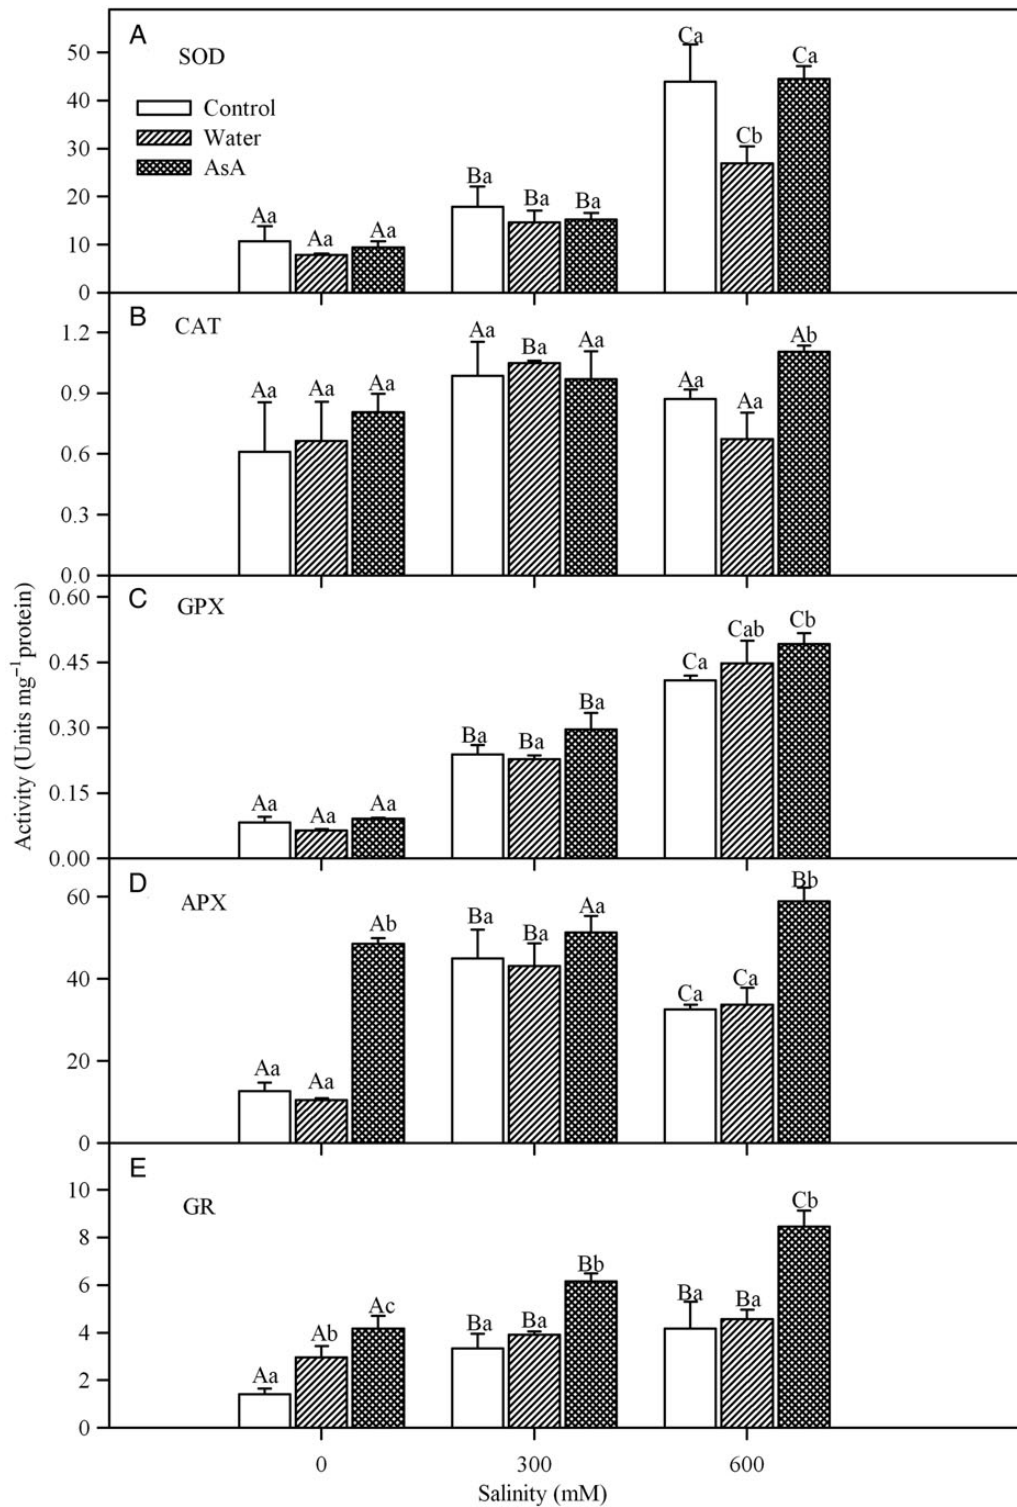 A
SOD
50
40
30
20
10
0
Control
Water
AsA
Aa
Aa
Aa
Ba
Ba
Ba
Ca
Cb
Ca
B
CAT
1.2
0.9
0.6
0.3
0.0
Aa
Aa
Aa
Aa
Ba
Aa
Aa
Aa
Ab
C
GPX
0.60
0.45
0.30
0.15
0.00
Aa
Aa
Aa
Ba
Ba
Ba
Ca
Cab
Cb
Activity (Units mg⁻¹protein)
D
APX
60
40
20
0
Aa
Aa
Ab
Ba
Ba
Aa
Ca
Ca
Bb
E
GR
10
8
6
4
2
0
Aa
Ab
Ac
Ba
Ba
Bb
Ba
Ba
Cb
0 300 600
Salinity (mM)